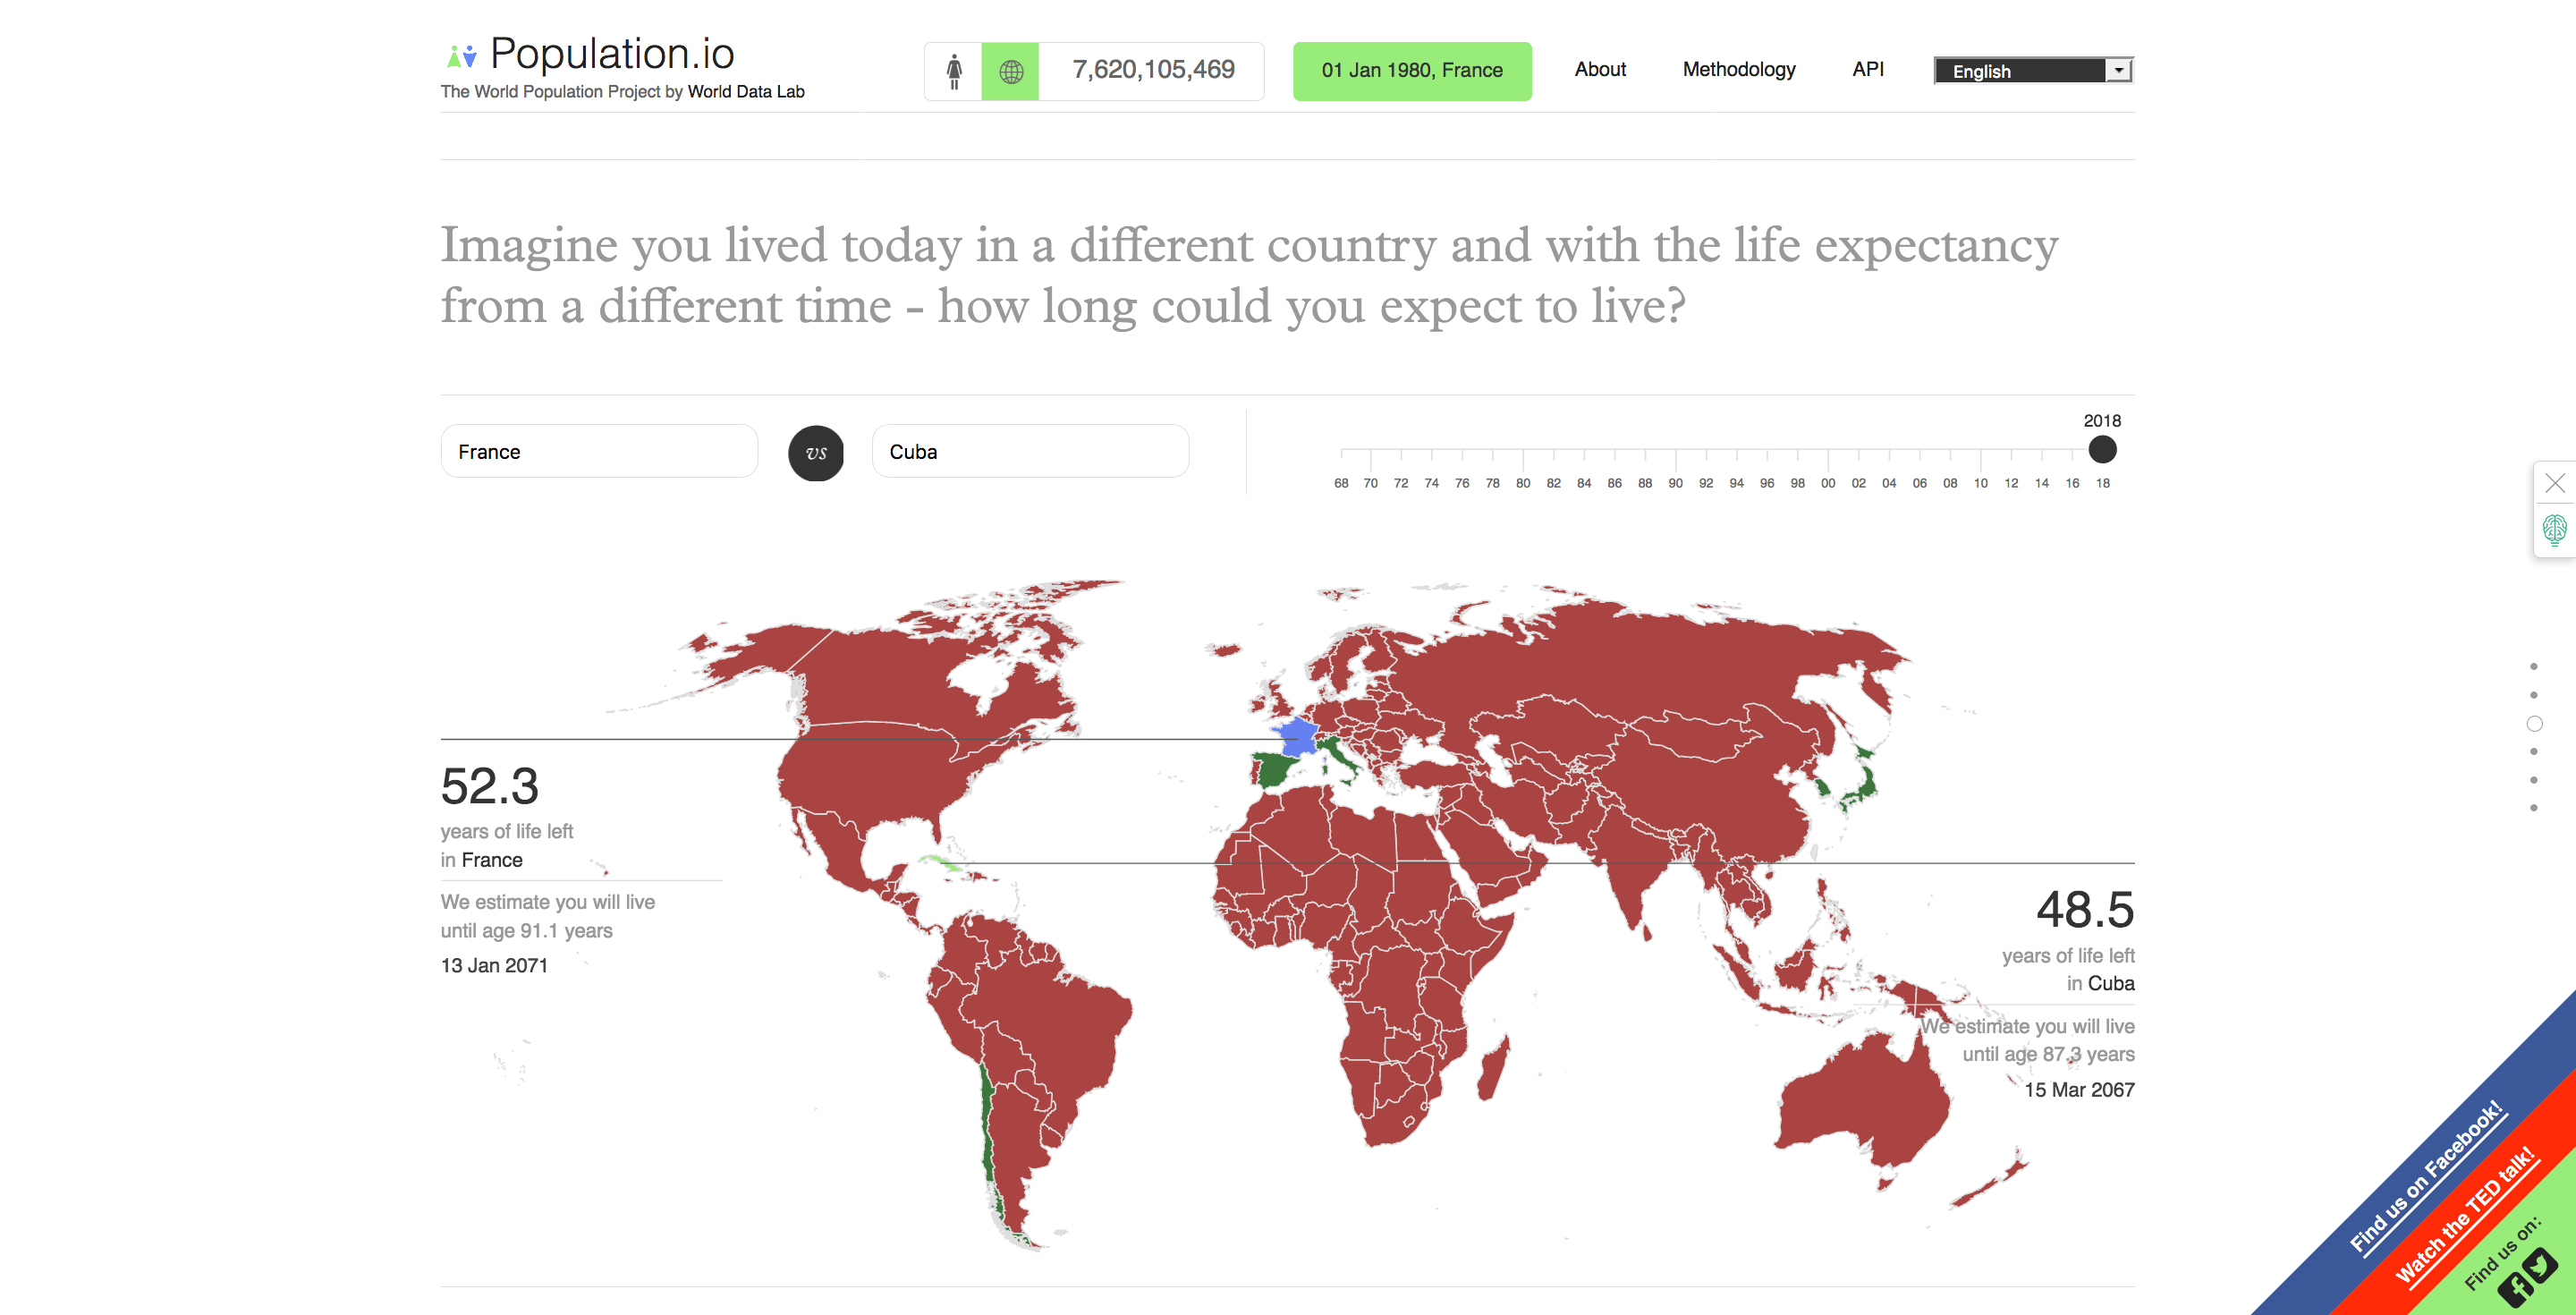 Population.io
The World Population Project by World Data Lab
7,620,105,469
01 Jan 1980, France
About
Methodology
API
English
Imagine you lived today in a different country and with the life expectancy
from a different time - how long could you expect to live?
France
vs
Cuba
2018
68 70 72 74 76 78 80 82 84 86 88 90 92 94 96 98 00 02 04 06 08 10 12 14 16 18
52.3
years of life left
in France
We estimate you will live
until age 91.1 years
13 Jan 2071
48.5
years of life left
in Cuba
We estimate you will live
until age 87.3 years
15 Mar 2067
Find us on Facebook!
Watch the TED talk!
Find us on: